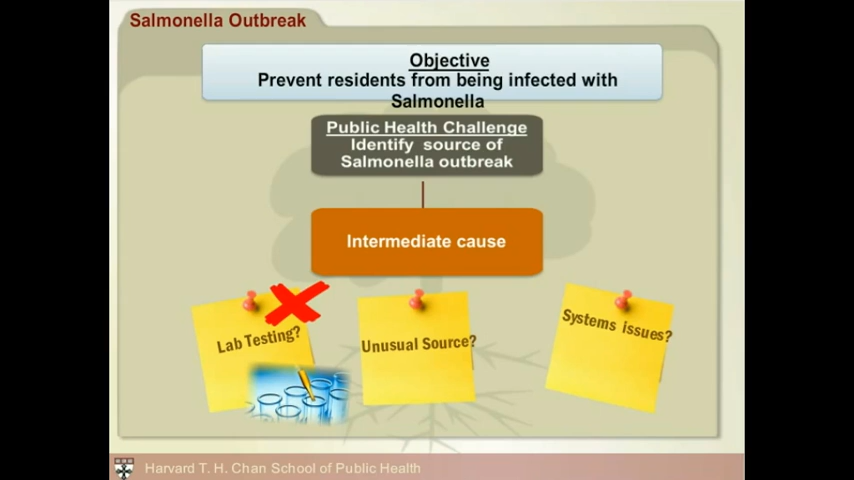 Salmonella Outbreak
Objective
Prevent residents from being infected with
Salmonella
Public Health Challenge
Identify source of
Salmonella outbreak
Intermediate cause
Lab Testing?
Unusual Source?
Systems issues?
Harvard T. H. Chan School of Public Health